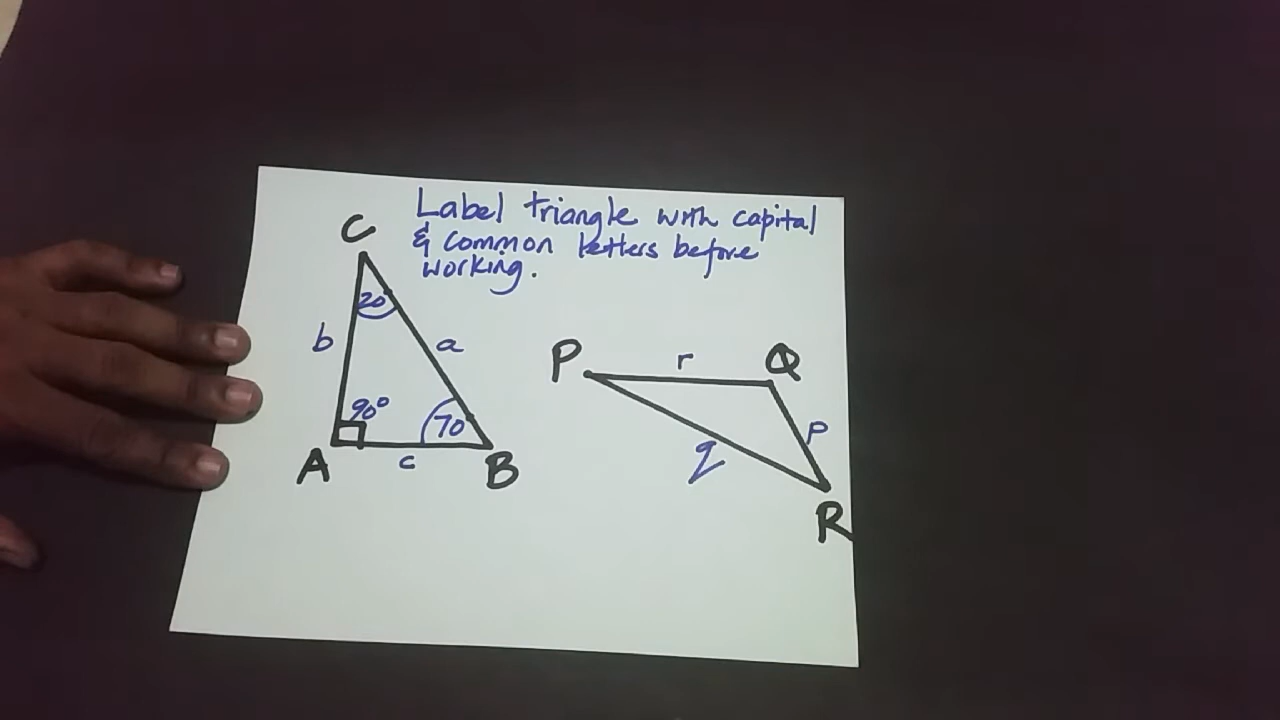 Label triangle with capital
& common letters before
working.
C
20
b
a
90°
70
A
c
B
P
r
Q
p
q
R